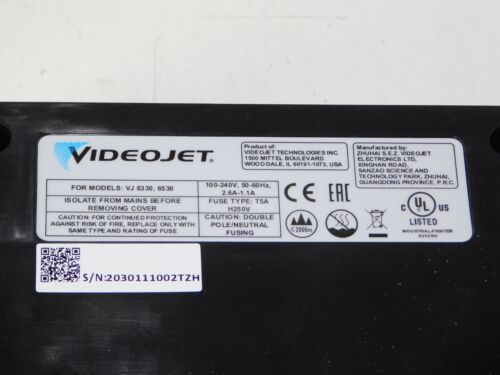 VIDEOJET®
Product of:
VIDEOJET TECHNOLOGIES INC.
1500 MITTEL BOULEVARD
WOOD DALE, IL 60191-1073, USA
Manufactured by:
ZHUHAI S.E.Z. VIDEOJET
ELECTRONICS LTD,
XINGHAN ROAD,
SANZAO SCIENCE AND
TECHNOLOGY PARK, ZHUHAI,
GUANGDONG PROVINCE, P.R.C.
FOR MODELS: VJ 6330, 6530
100-240V, 50-60Hz,
2.8A-1.1A
ISOLATE FROM MAINS BEFORE
REMOVING COVER
FUSE TYPE: T5A
H250V
CAUTION: FOR CONTINUED PROTECTION
AGAINST RISK OF FIRE, REPLACE ONLY WITH
SAME TYPE AND RATING OF FUSE
CAUTION: DOUBLE
POLE/NEUTRAL
FUSING
CE EAC
≤2000m
C UL US
LISTED
INDUSTRIAL-PRINTER
S/N:2030111002TZH